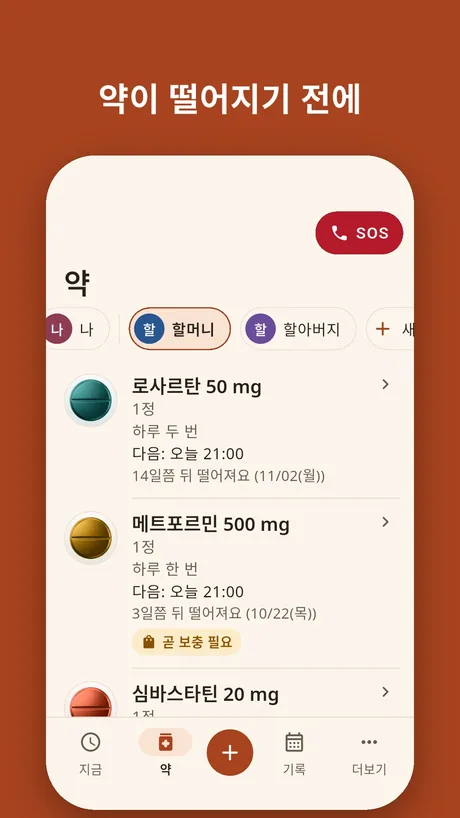 약이 떨어지기 전에
SOS
약
나 나
할 할머니
할 할아버지
+ 새
로사르탄 50 mg
1정
하루 두 번
다음: 오늘 21:00
14일쯤 뒤 떨어져요 (11/02(월))
메트포르민 500 mg
1정
하루 한 번
다음: 오늘 21:00
3일쯤 뒤 떨어져요 (10/22(목))
곧 보충 필요
심바스타틴 20 mg
1정
지금
약
기록
더보기